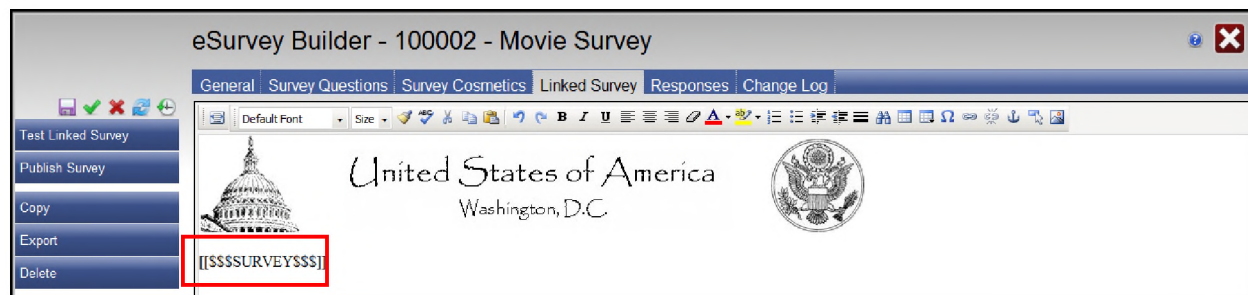 eSurvey Builder - 100002 - Movie Survey
General Survey Questions Survey Cosmetics Linked Survey Responses Change Log
Default Font Size B I U
Test Linked Survey
Publish Survey
Copy
Export
Delete
United States of America
Washington, D.C.
[[$$$SURVEY$$$]]